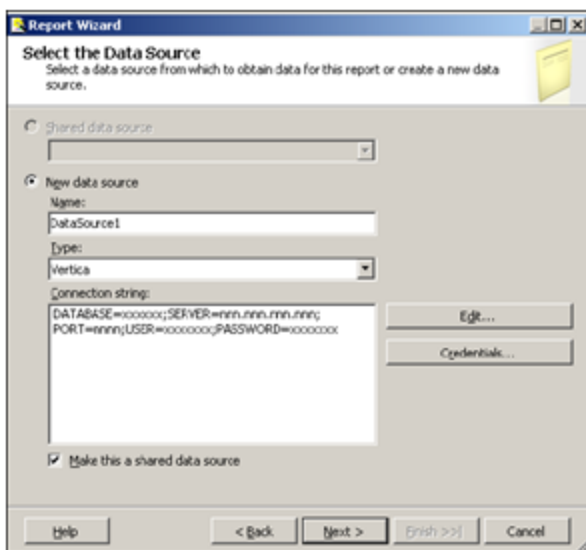 Report Wizard
Select the Data Source
Select a data source from which to obtain data for this report or create a new data
source.
Shared data source
New data source
Name:
DataSource1
Type:
Vertica
Connection string:
DATABASE=xxxxxxx;SERVER=nnn.nnn.nnn.nnn;
PORT=nnnn;USER=xxxxxxxx;PASSWORD=xxxxxxxx
Edit...
Credentials...
Make this a shared data source
Help
< Back
Next >
Finish >>|
Cancel